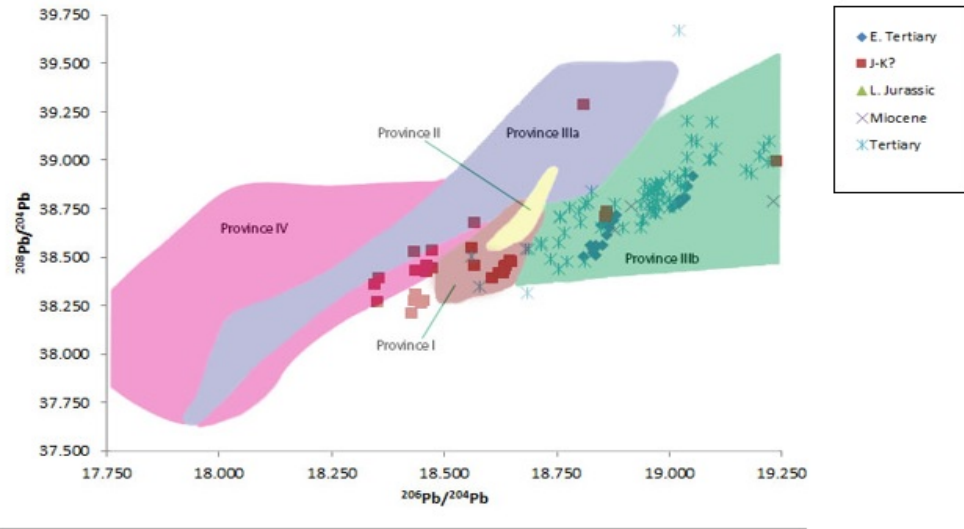 39.750
39.500
39.250
39.000
38.750
38.500
38.250
38.000
37.750
37.500
²⁰⁸Pb/²⁰⁴Pb
Province II
Province IIIa
Province IV
Province IIIb
Province I
17.750 18.000 18.250 18.500 18.750 19.000 19.250
²⁰⁶Pb/²⁰⁴Pb
E. Tertiary
J-K?
L. Jurassic
Miocene
Tertiary